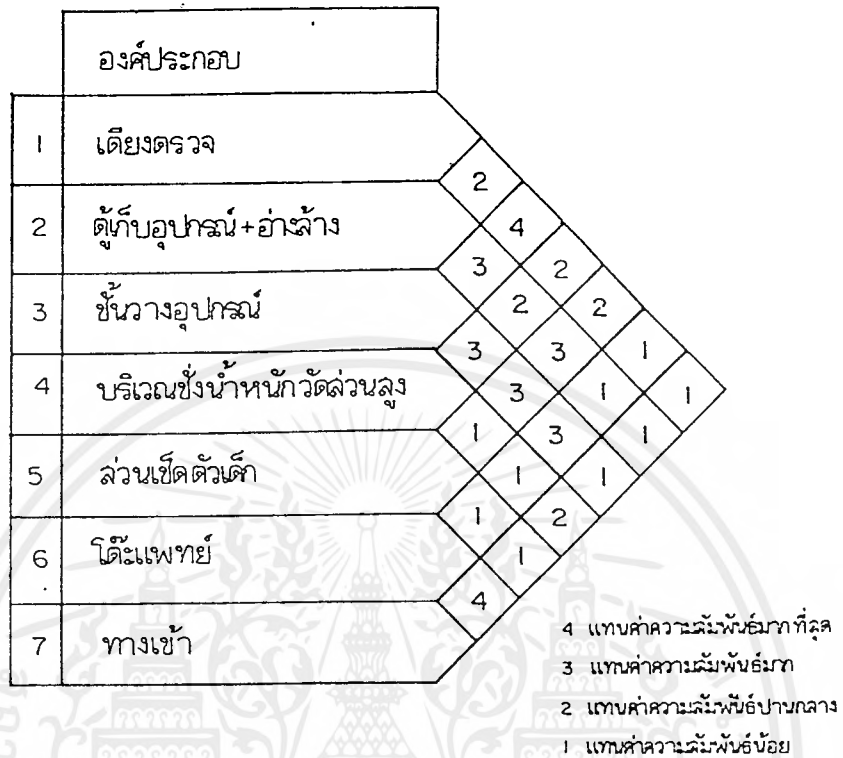 องค์ประกอบ
1 เตียงตรวจ
2 ตู้เก็บอุปกรณ์+อ่างล้าง
3 ชั้นวางอุปกรณ์
4 บริเวณชั่งน้ำหนักวัดส่วนสูง
5 ส่วนเช็ดตัวเด็ก
6 โต๊ะแพทย์
7 ทางเข้า
2
4
3 2
2 2
3 3 1
3 1 1
1 3 1
1 1
1 2
1
4
4 แทนค่าความสัมพันธ์มากที่สุด
3 แทนค่าความสัมพันธ์มาก
2 แทนค่าความสัมพันธ์ปานกลาง
1 แทนค่าความสัมพันธ์น้อย